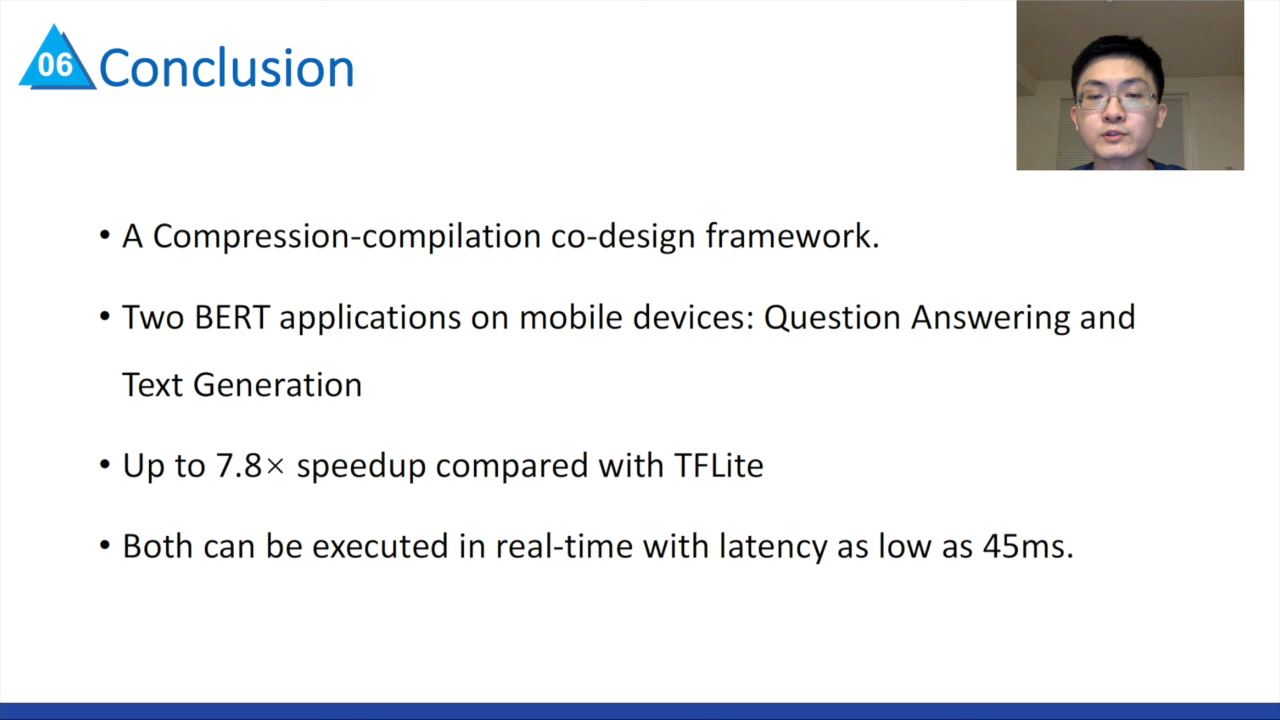 06
Conclusion
• A Compression-compilation co-design framework.
• Two BERT applications on mobile devices: Question Answering and
Text Generation
• Up to 7.8× speedup compared with TFLite
• Both can be executed in real-time with latency as low as 45ms.